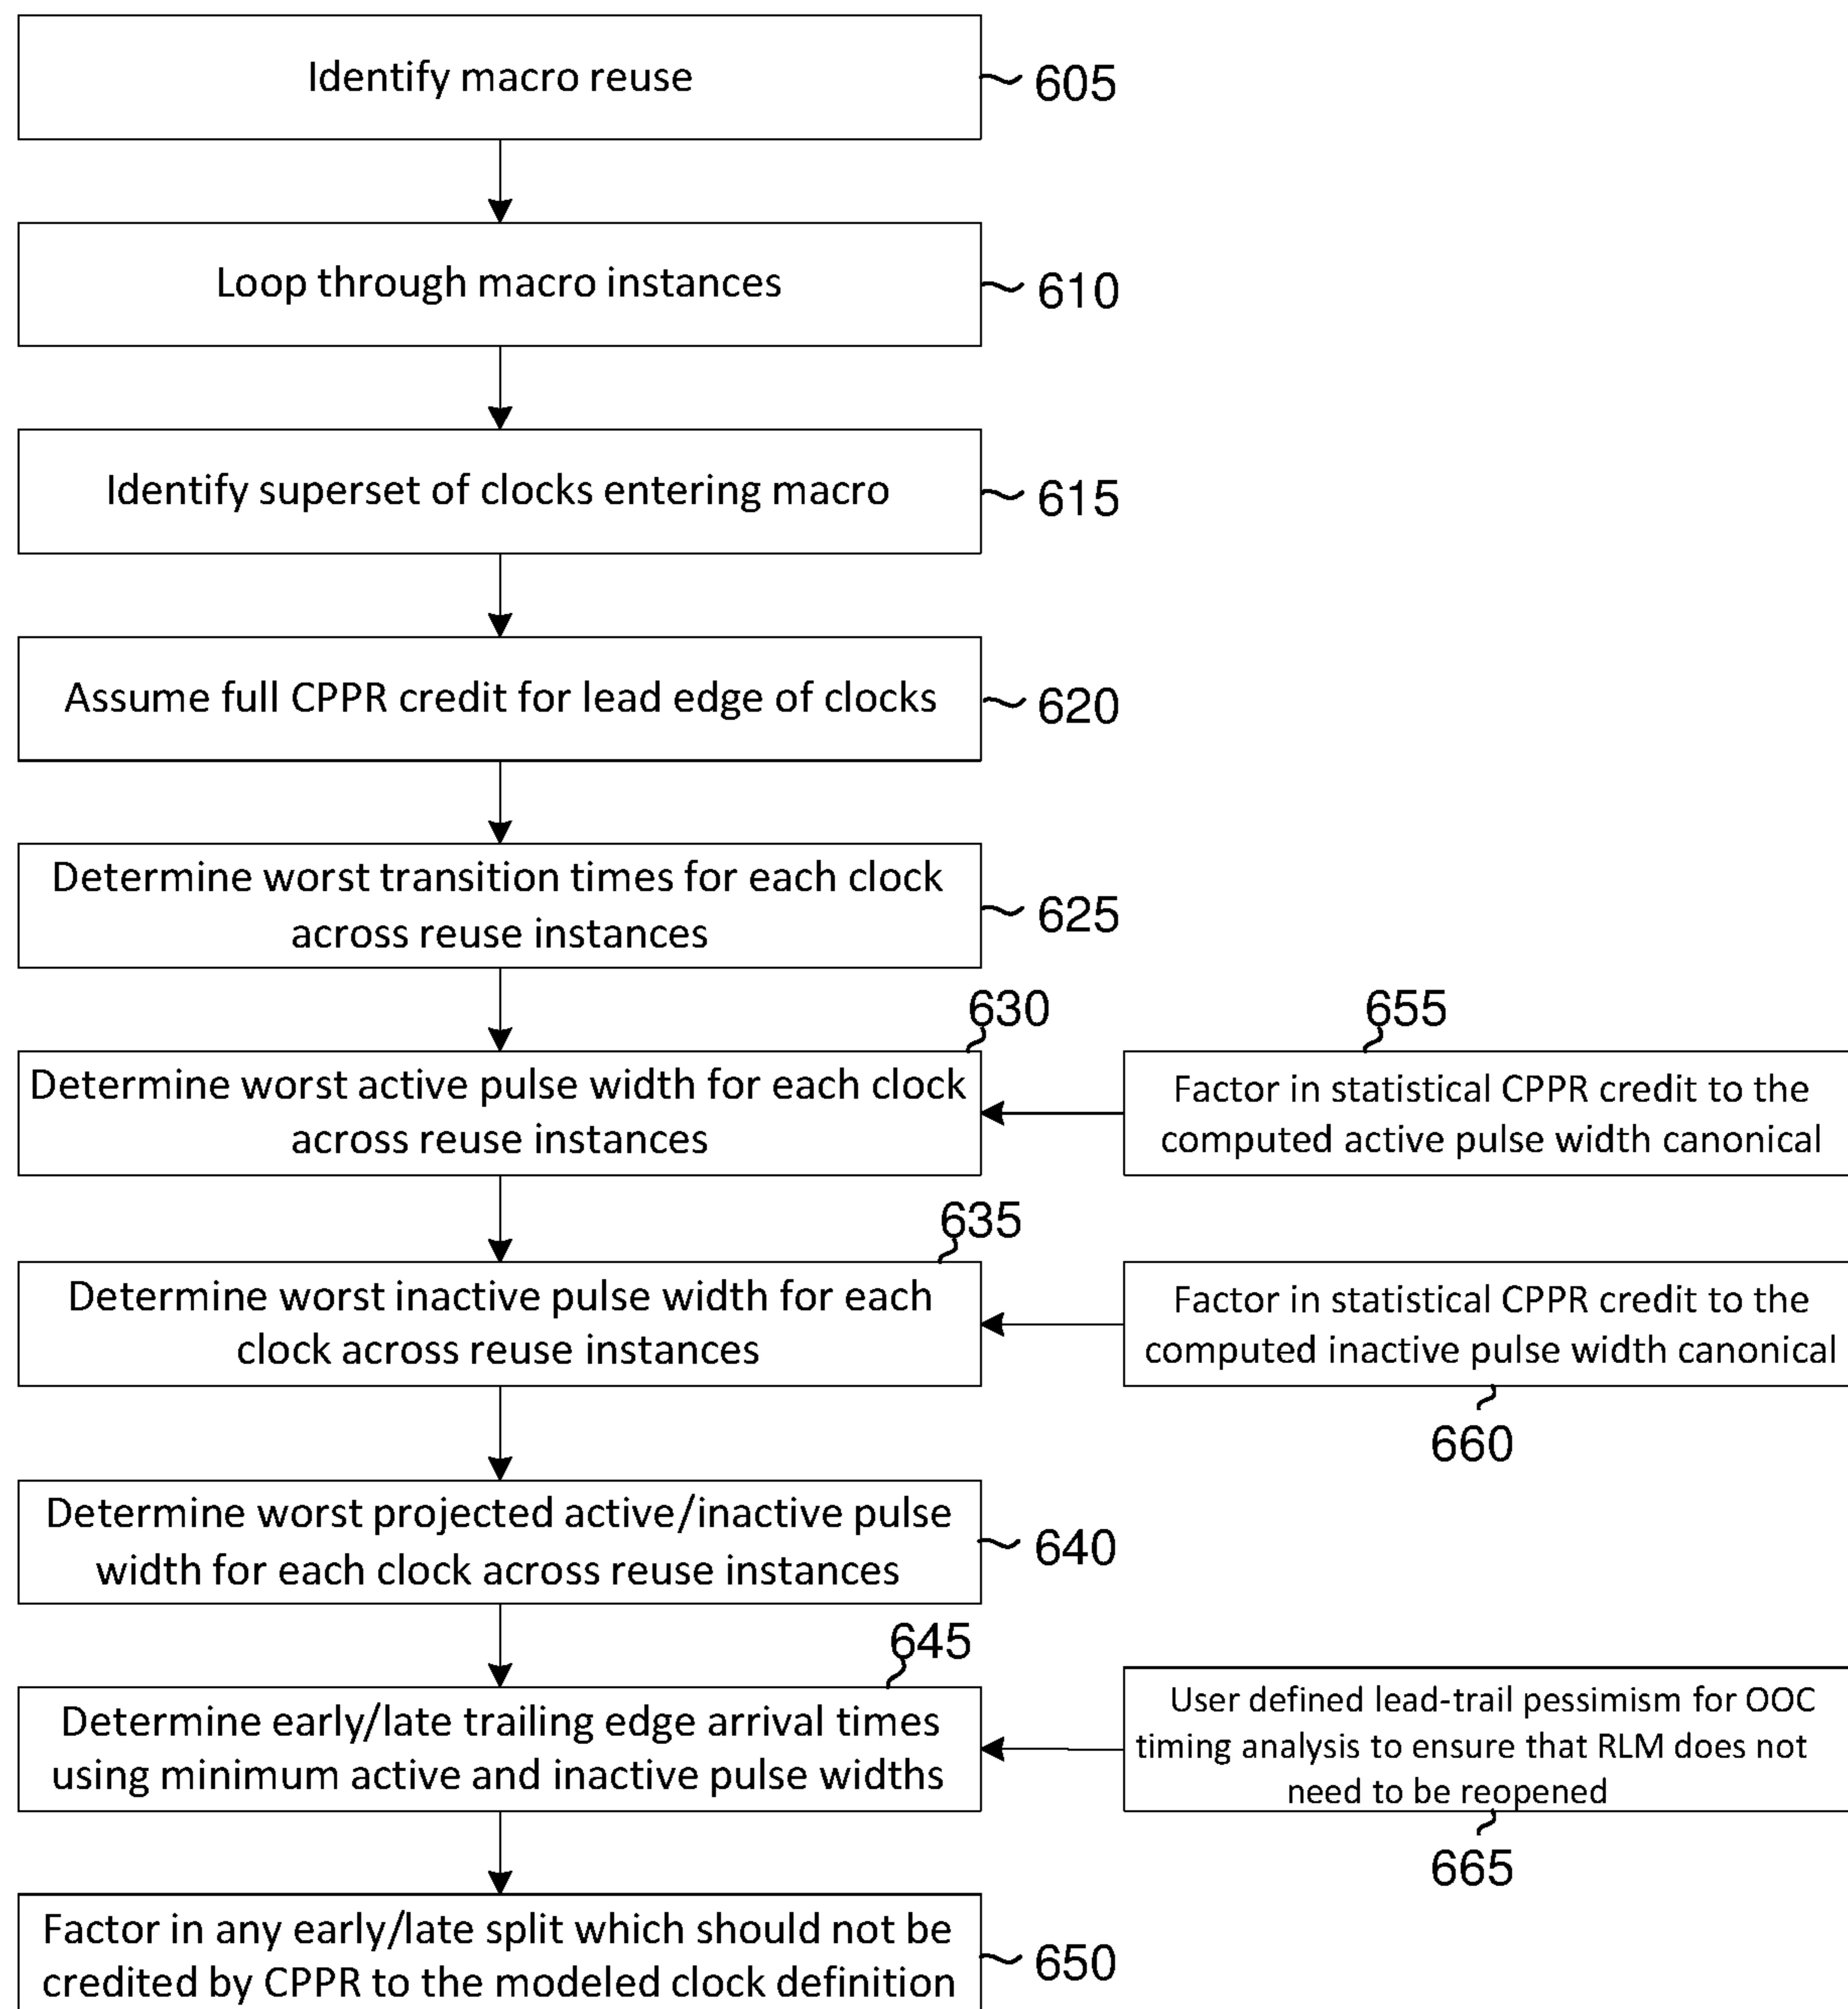 Identify macro reuse
605
Loop through macro instances
610
Identify superset of clocks entering macro
615
Assume full CPPR credit for lead edge of clocks
620
Determine worst transition times for each clock
across reuse instances
625
630
Determine worst active pulse width for each clock
across reuse instances
655
Factor in statistical CPPR credit to the
computed active pulse width canonical
635
Determine worst inactive pulse width for each
clock across reuse instances
Factor in statistical CPPR credit to the
computed inactive pulse width canonical
660
Determine worst projected active/inactive pulse
width for each clock across reuse instances
640
645
Determine early/late trailing edge arrival times
using minimum active and inactive pulse widths
User defined lead-trail pessimism for OOC
timing analysis to ensure that RLM does not
need to be reopened
665
Factor in any early/late split which should not be
credited by CPPR to the modeled clock definition
650